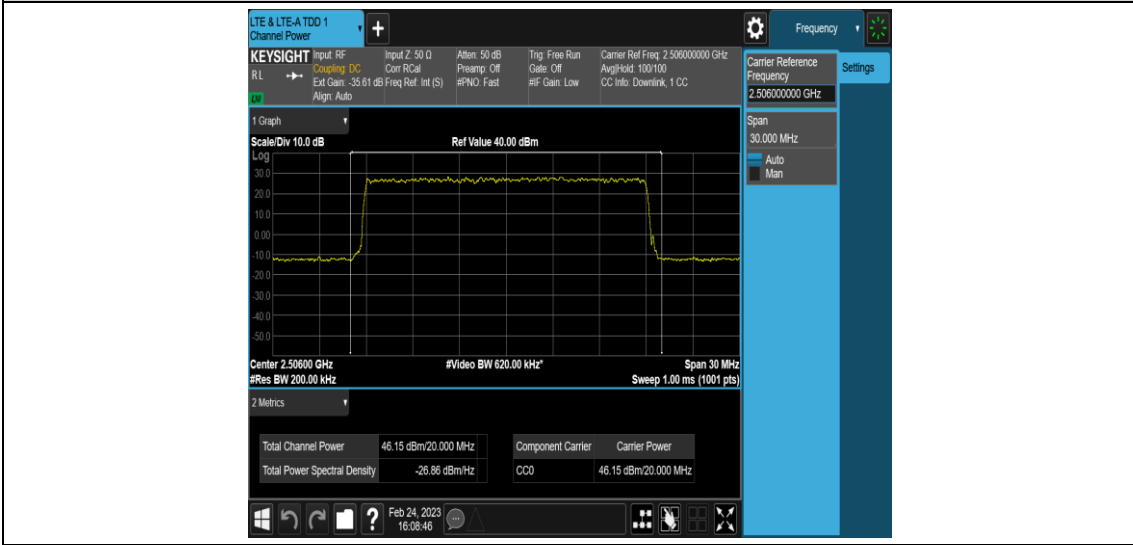 LTE & LTE-A TDD 1
Channel Power
+
Frequency
KEYSIGHT
R L
LXI
Input: RF
Coupling: DC
Ext Gain: -35.61 dB
Align: Auto
Input Z: 50 Ω
Corr RCal
Freq Ref: Int (S)
Atten: 50 dB
Preamp: Off
#PNO: Fast
Trig: Free Run
Gate: Off
#IF Gain: Low
Carrier Ref Freq: 2.506000000 GHz
Avg|Hold: 100/100
CC Info: Downlink, 1 CC
Carrier Reference
Frequency
2.506000000 GHz
Settings
Span
30.000 MHz
Auto
Man
1 Graph
Scale/Div 10.0 dB
Ref Value 40.00 dBm
Log
30.0
20.0
10.0
0.00
-10.0
-20.0
-30.0
-40.0
-50.0
Center 2.50600 GHz
#Video BW 620.00 kHz*
Span 30 MHz
#Res BW 200.00 kHz
Sweep 1.00 ms (1001 pts)
2 Metrics
Total Channel Power 46.15 dBm/20.000 MHz
Total Power Spectral Density -26.86 dBm/Hz
Component Carrier Carrier Power
CC0 46.15 dBm/20.000 MHz
?
Feb 24, 2023
16:08:46